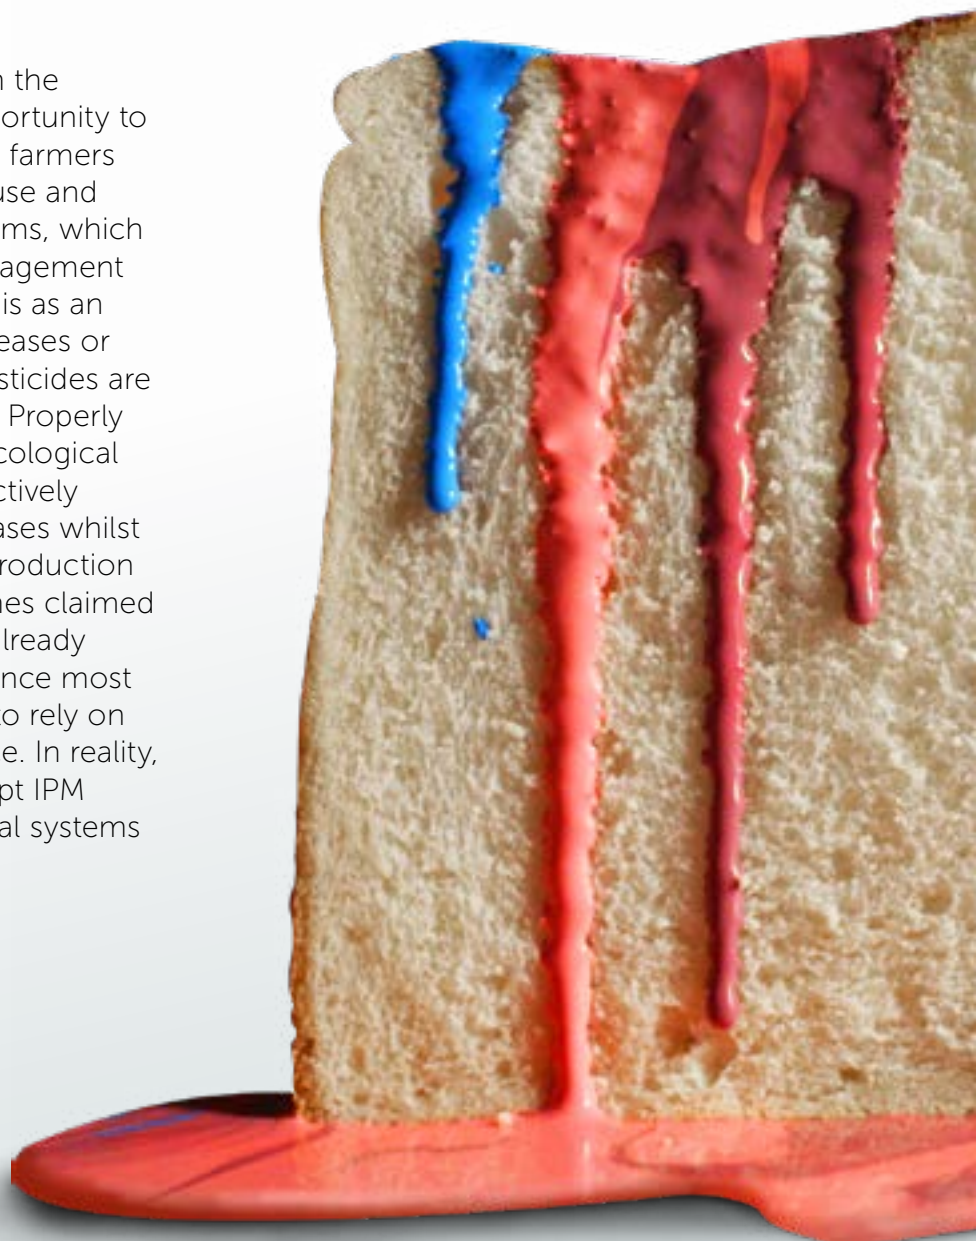 n the
ortunity to
farmers
use and
ms, which
agement
is as an
eases or
sticides are
Properly
cological
ctively
ases whilst
roduction
nes claimed
lready
nce most
to rely on
e. In reality,
pt IPM
al systems